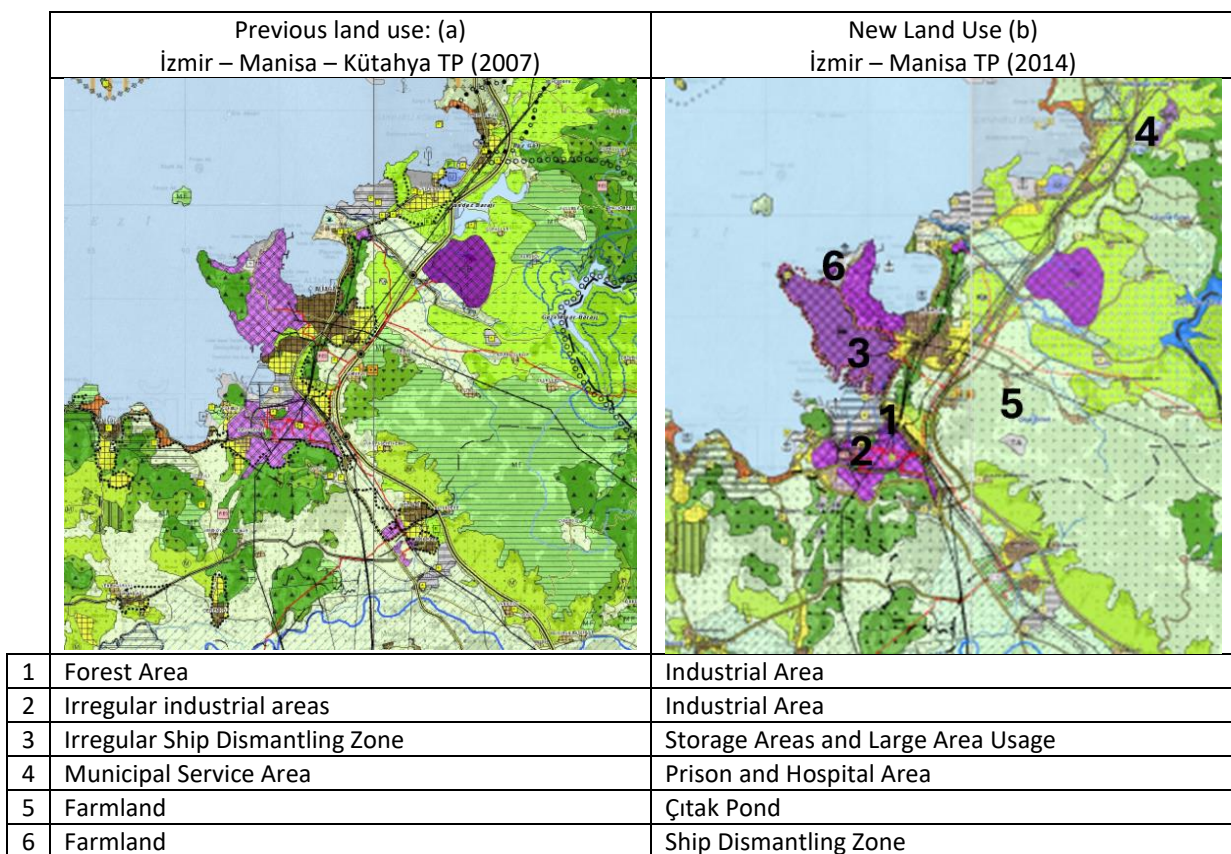 Previous land use: (a)
İzmir – Manisa – Kütahya TP (2007)
New Land Use (b)
İzmir – Manisa TP (2014)
4
6
3
5
1
2
1 Forest Area Industrial Area
2 Irregular industrial areas Industrial Area
3 Irregular Ship Dismantling Zone Storage Areas and Large Area Usage
4 Municipal Service Area Prison and Hospital Area
5 Farmland Çıtak Pond
6 Farmland Ship Dismantling Zone